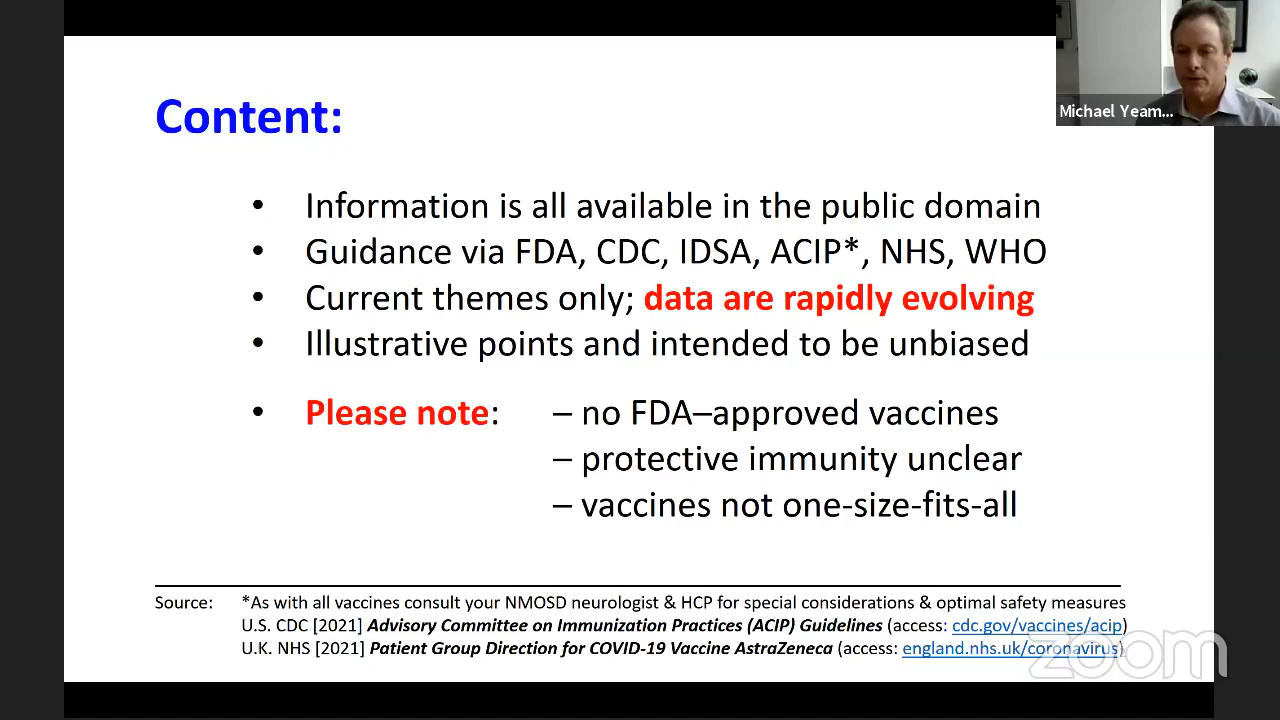 Michael Yeam...
Content:
• Information is all available in the public domain
• Guidance via FDA, CDC, IDSA, ACIP*, NHS, WHO
• Current themes only; data are rapidly evolving
• Illustrative points and intended to be unbiased
• Please note: – no FDA–approved vaccines
– protective immunity unclear
– vaccines not one-size-fits-all
Source: *As with all vaccines consult your NMOSD neurologist & HCP for special considerations & optimal safety measures
U.S. CDC [2021] Advisory Committee on Immunization Practices (ACIP) Guidelines (access: cdc.gov/vaccines/acip)
U.K. NHS [2021] Patient Group Direction for COVID-19 Vaccine AstraZeneca (access: england.nhs.uk/coronavirus)
zoom